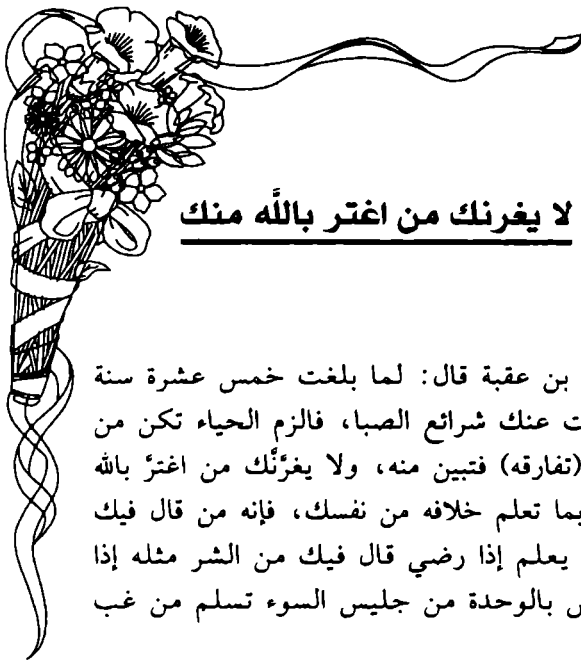 لا يغرنك من اغتر باللَّه منك
بن عقبة قال: لما بلغت خمس عشرة سنة
ت عنك شرائع الصبا، فالزم الحياء تكن من
(تفارقه) فتبين منه، ولا يغرَّنَّك من اغترَّ بالله
بما تعلم خلافه من نفسك، فإنه من قال فيك
يعلم إذا رضي قال فيك من الشر مثله إذا
س بالوحدة من جليس السوء تسلم من غب